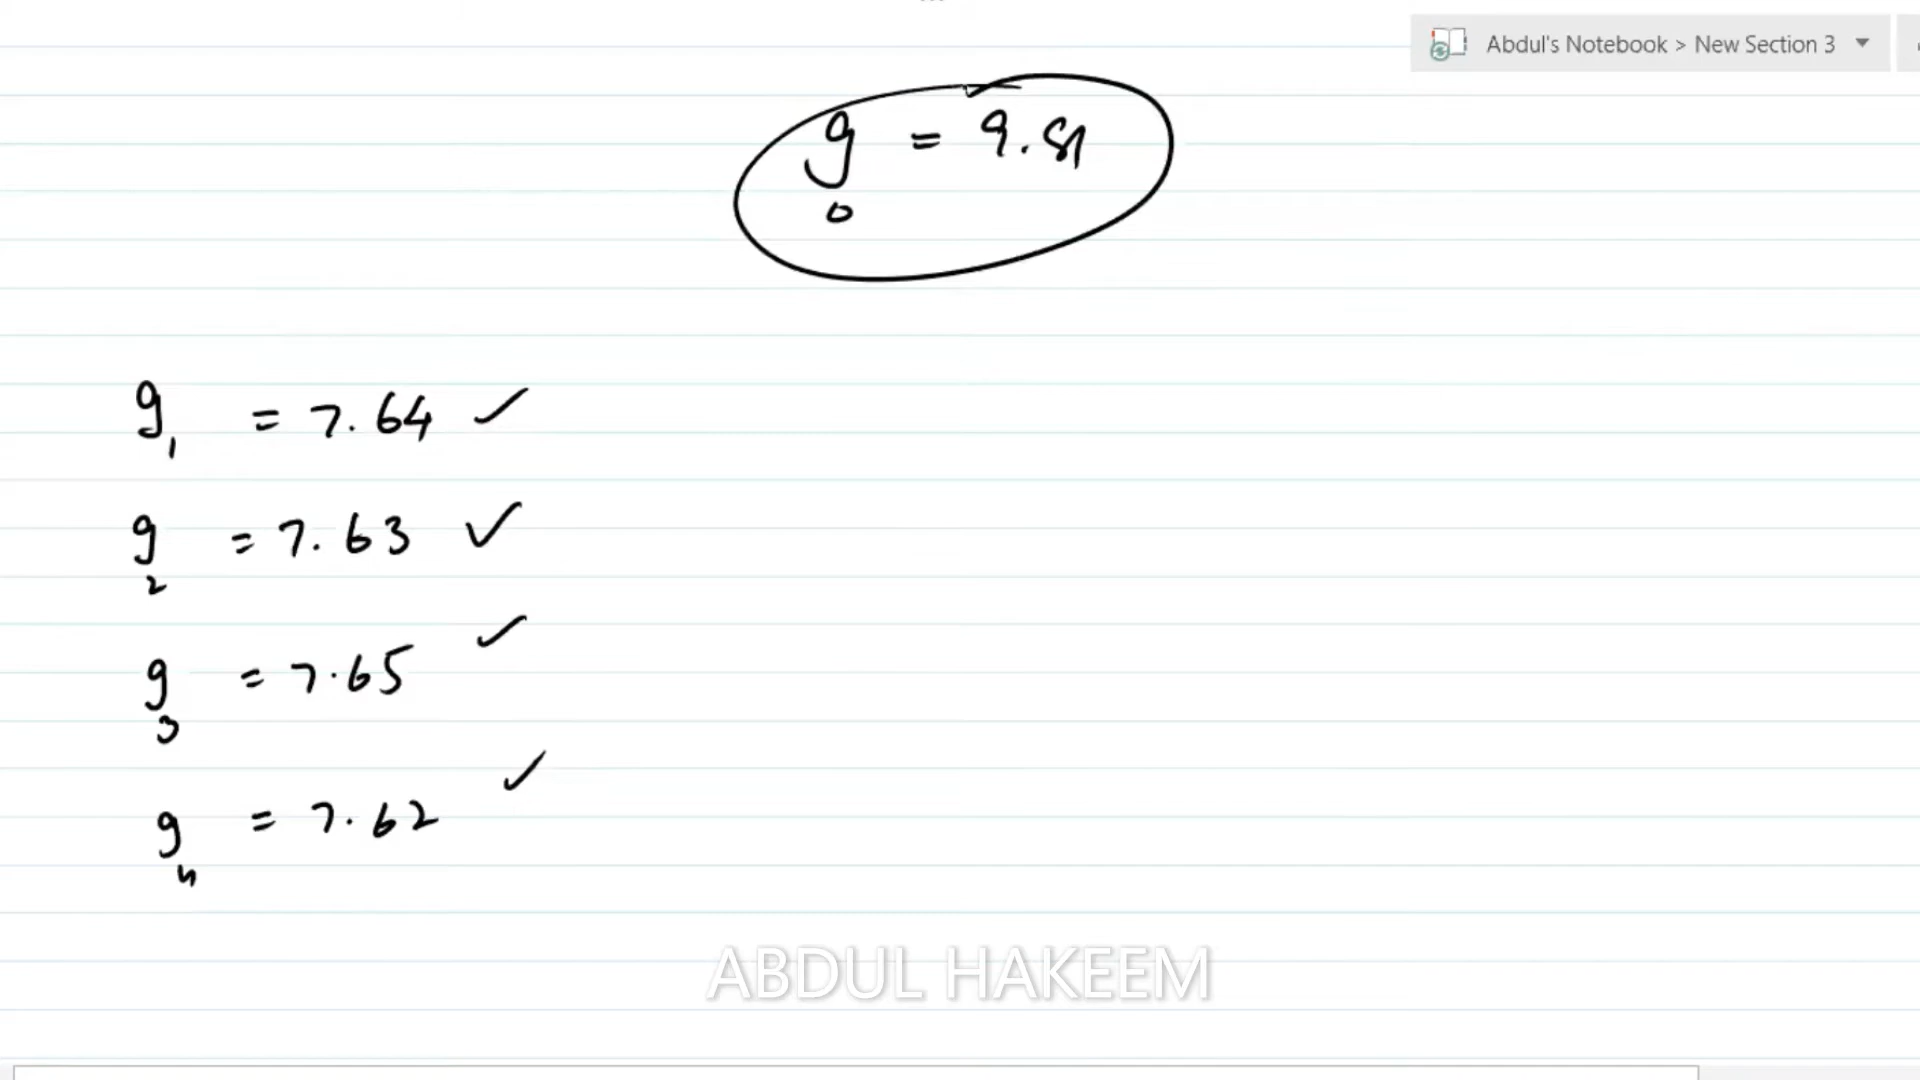 Abdul's Notebook > New Section 3
g₀ = 9.81
g₁ = 7.64 ✓
g₂ = 7.63 ✓
g₃ = 7.65 ✓
g₄ = 7.62 ✓
ABDUL HAKEEM